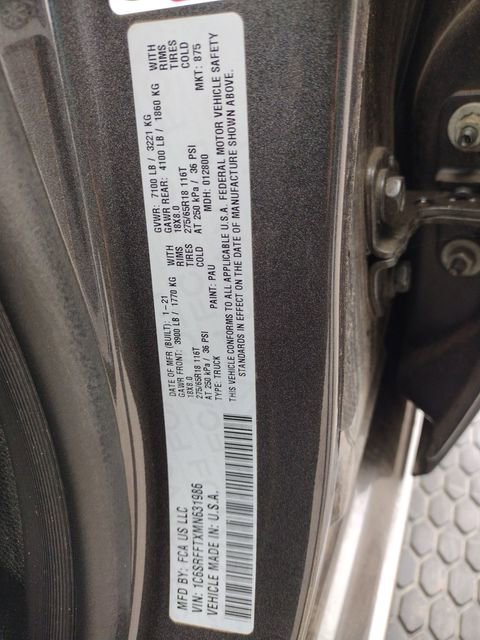 MFD BY: FCA US LLC
DATE OF MFR (BUILT): 1-21
GVWR: 7100 LB / 3221 KG
GAWR FRONT: 3900 LB / 1770 KG WITH
GAWR REAR: 4100 LB / 1860 KG WITH
18X8.0 RIMS
18X8.0 RIMS
275/65R18 116T TIRES
275/65R18 116T TIRES
AT 250 kPa / 36 PSI COLD
AT 250 kPa / 36 PSI COLD
TYPE: TRUCK
PAINT: PAU
MDH: 012800
MKT: 875
THIS VEHICLE CONFORMS TO ALL APPLICABLE U.S.A. FEDERAL MOTOR VEHICLE SAFETY
STANDARDS IN EFFECT ON THE DATE OF MANUFACTURE SHOWN ABOVE.
VIN: 1C6SRFFTXMN631986
VEHICLE MADE IN: U.S.A.